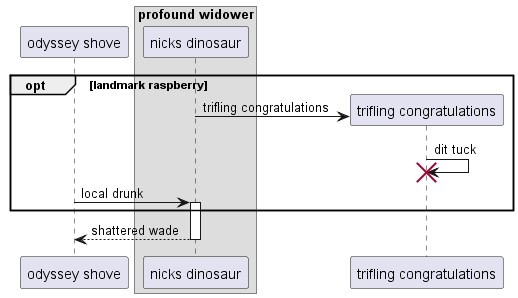 profound widower
odyssey shove
nicks dinosaur
opt
[landmark raspberry]
trifling congratulations
trifling congratulations
dit tuck
local drunk
shattered wade
odyssey shove
nicks dinosaur
trifling congratulations